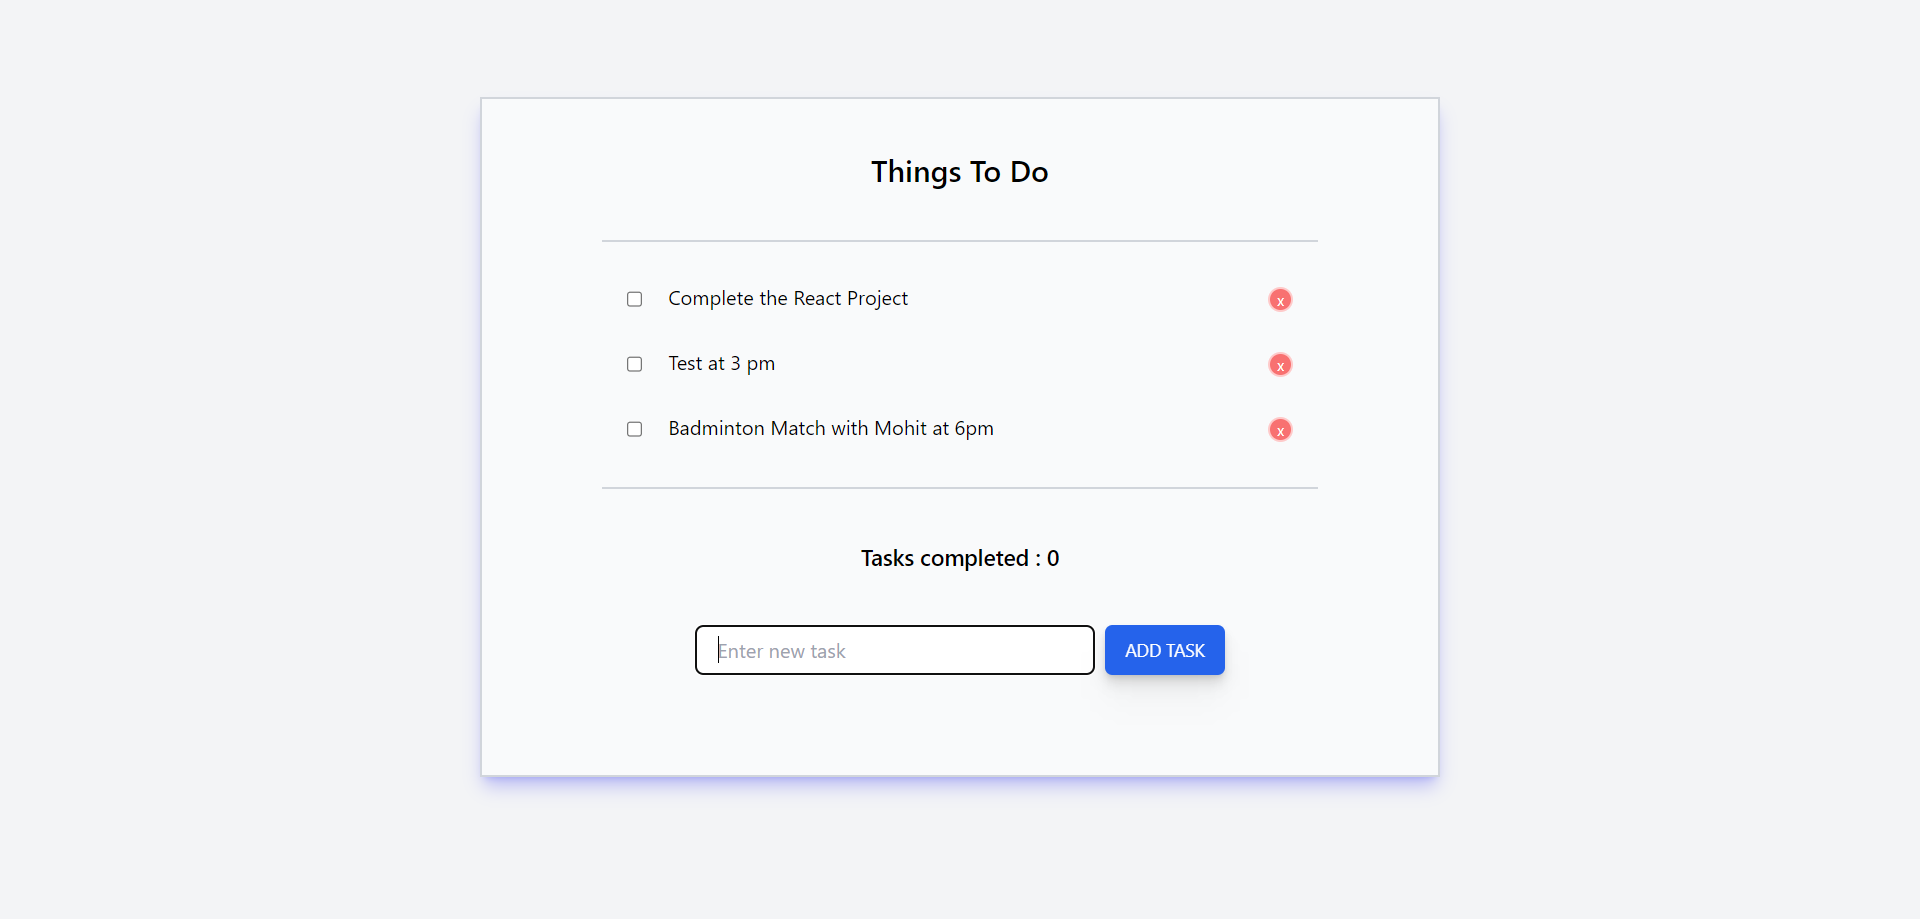 Things To Do
Complete the React Project x
Test at 3 pm x
Badminton Match with Mohit at 6pm x
Tasks completed : 0
Enter new task ADD TASK